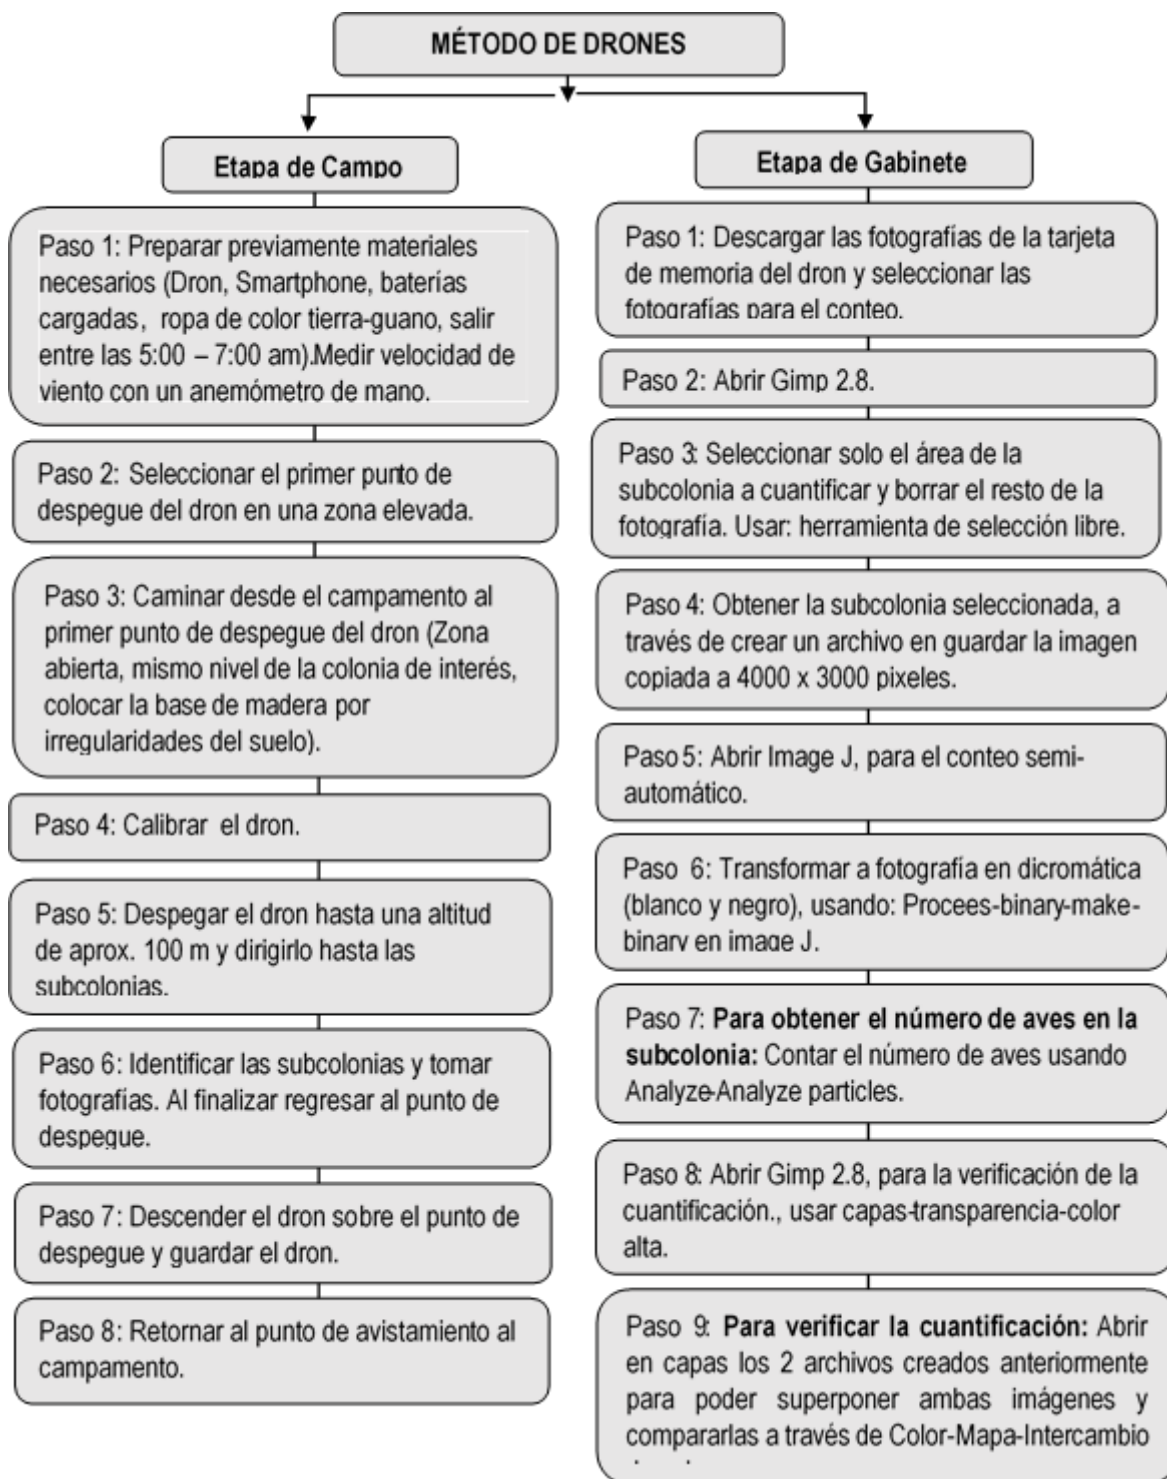 MÉTODO DE DRONES
Etapa de Campo
Paso 1: Preparar previamente materiales
necesarios (Dron, Smartphone, baterías
cargadas, ropa de color tierra-guano, salir
entre las 5:00 – 7:00 am).Medir velocidad de
viento con un anemómetro de mano.
Paso 2: Seleccionar el primer punto de
despegue del dron en una zona elevada.
Paso 3: Caminar desde el campamento al
primer punto de despegue del dron (Zona
abierta, mismo nivel de la colonia de interés,
colocar la base de madera por
irregularidades del suelo).
Paso 4: Calibrar el dron.
Paso 5: Despegar el dron hasta una altitud
de aprox. 100 m y dirigirlo hasta las
subcolonias.
Paso 6: Identificar las subcolonias y tomar
fotografías. Al finalizar regresar al punto de
despegue.
Paso 7: Descender el dron sobre el punto de
despegue y guardar el dron.
Paso 8: Retornar al punto de avistamiento al
campamento.
Etapa de Gabinete
Paso 1: Descargar las fotografías de la tarjeta
de memoria del dron y seleccionar las
fotografías para el conteo.
Paso 2: Abrir Gimp 2.8.
Paso 3: Seleccionar solo el área de la
subcolonia a cuantificar y borrar el resto de la
fotografía. Usar: herramienta de selección libre.
Paso 4: Obtener la subcolonia seleccionada, a
través de crear un archivo en guardar la imagen
copiada a 4000 x 3000 pixeles.
Paso 5: Abrir Image J, para el conteo semi-
automático.
Paso 6: Transformar a fotografía en dicromática
(blanco y negro), usando: Procees-binary-make-
binary en image J.
Paso 7: Para obtener el número de aves en la
subcolonia: Contar el número de aves usando
Analyze-Analyze particles.
Paso 8: Abrir Gimp 2.8, para la verificación de la
cuantificación., usar capas-transparencia-color
alta.
Paso 9: Para verificar la cuantificación: Abrir
en capas los 2 archivos creados anteriormente
para poder superponer ambas imágenes y
compararlas a través de Color-Mapa-Intercambio